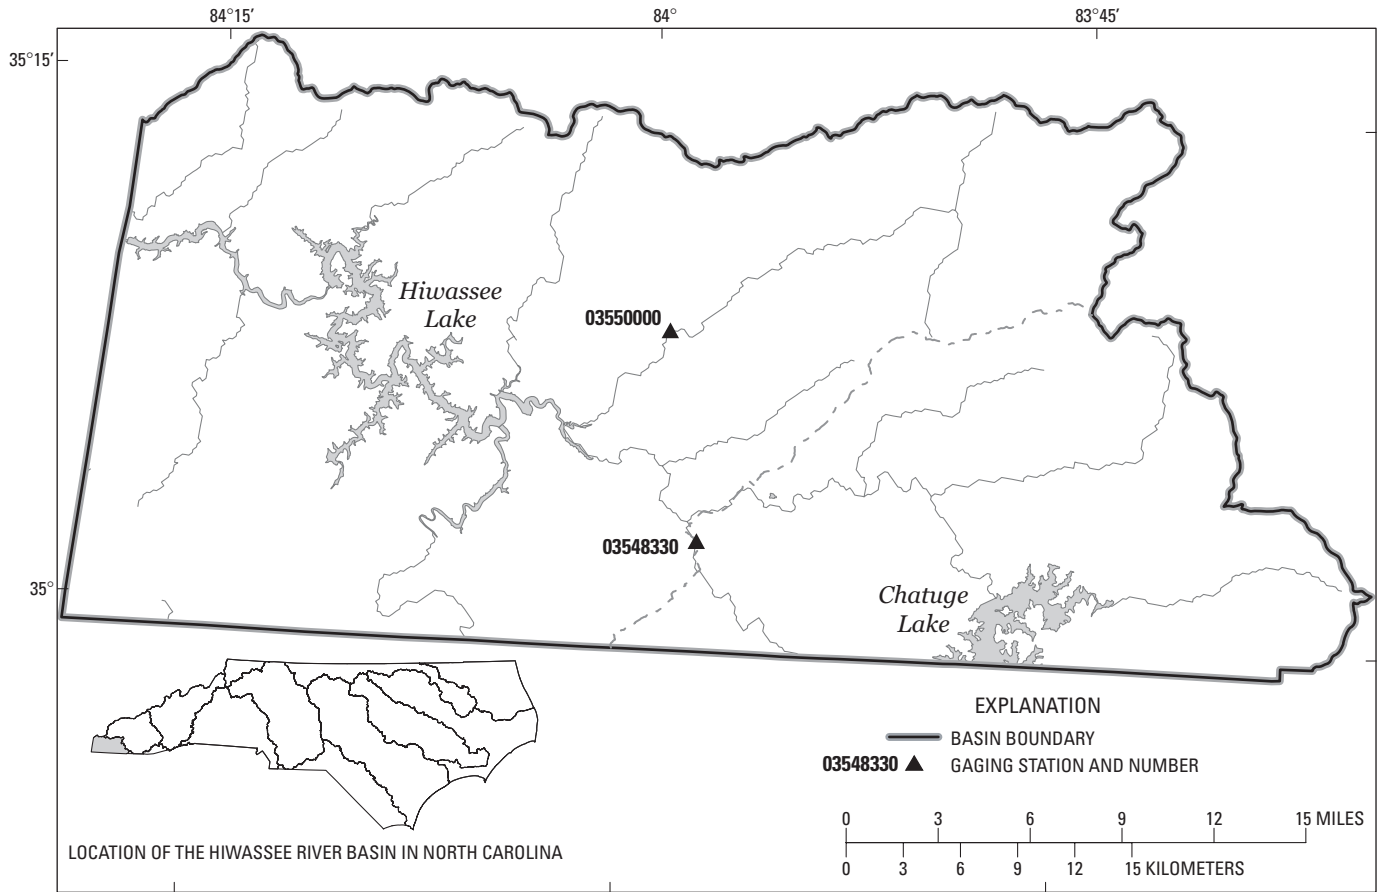 84°15′
84°
83°45′
35°15′
Hiwassee
Lake
03550000
03548330
35°
Chatuge
Lake
EXPLANATION
BASIN BOUNDARY
03548330 GAGING STATION AND NUMBER
0 3 6 9 12 15 MILES
0 3 6 9 12 15 KILOMETERS
LOCATION OF THE HIWASSEE RIVER BASIN IN NORTH CAROLINA